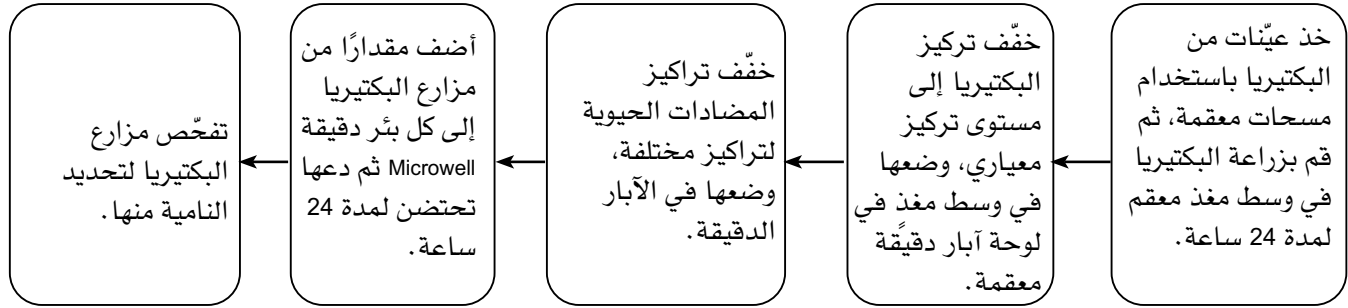 خذ عيّنات من
البكتيريا باستخدام
مسحات معقمة، ثم
قم بزراعة البكتيريا
في وسط مغذ معقم
لمدة 24 ساعة.
خفّف تركيز
البكتيريا إلى
مستوى تركيز
معياري، وضعها
في وسط مغذٍ في
لوحة آبار دقيقة
معقمة.
خفّف تراكيز
المضادات الحيوية
لتراكيز مختلفة،
وضعها في الآبار
الدقيقة.
أضف مقدارًا من
مزارع البكتيريا
إلى كل بئر دقيقة
Microwell ثم دعها
تحتضن لمدة 24
ساعة.
تفحّص مزارع
البكتيريا لتحديد
النامية منها.